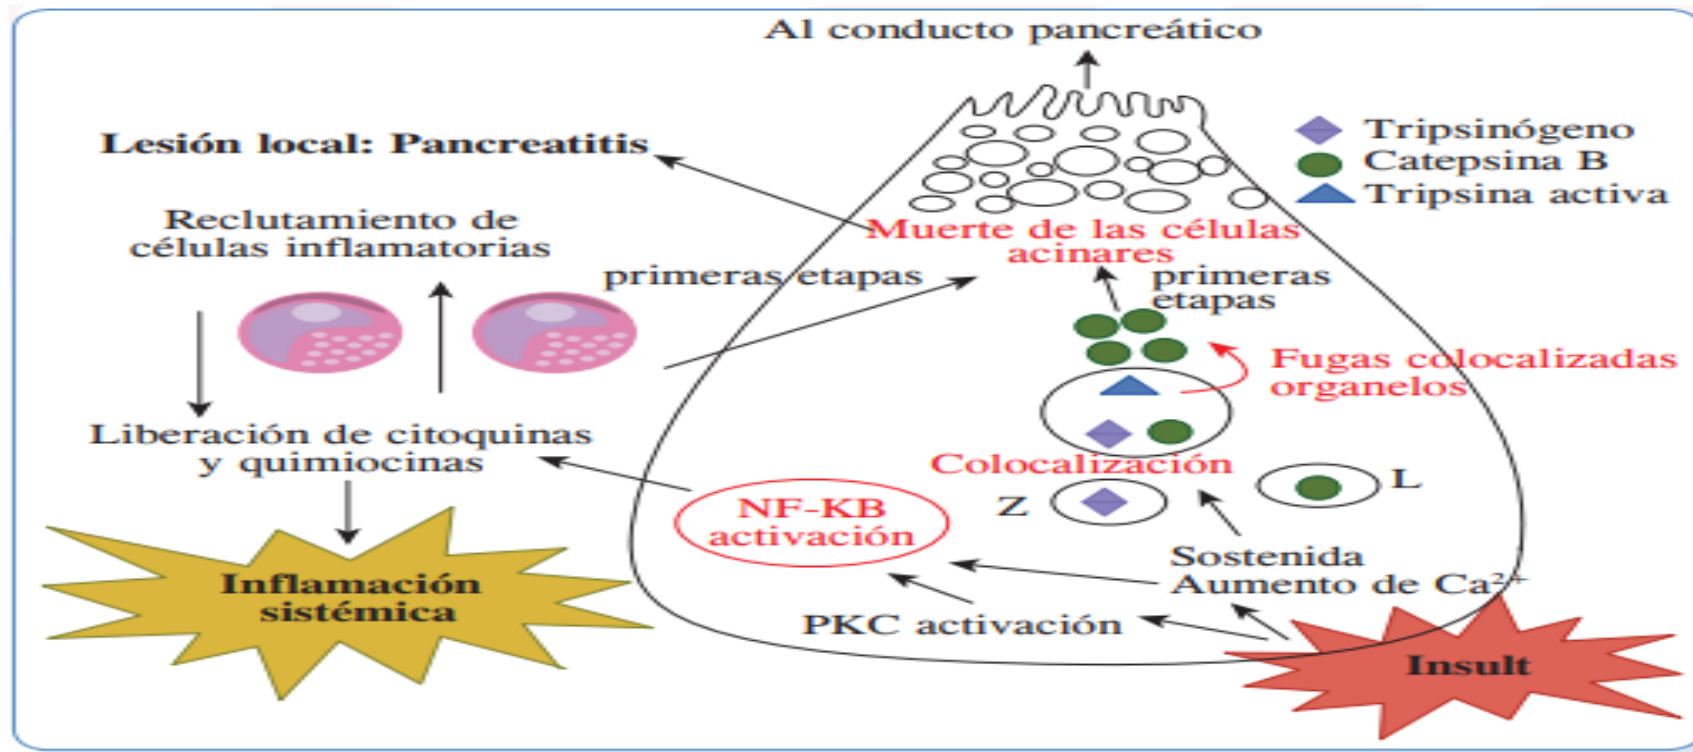 Al conducto pancreático
Lesión local: Pancreatitis
Tripsinógeno
Catepsina B
Tripsina activa
Reclutamiento de
células inflamatorias
Muerte de las células
acinares
primeras etapas
primeras
etapas
Fugas colocalizadas
organelos
Liberación de citoquinas
y quimiocinas
Colocalización
Z
L
NF-KB
activación
Sostenida
Aumento de Ca²⁺
PKC activación
Inflamación
sistémica
Insult